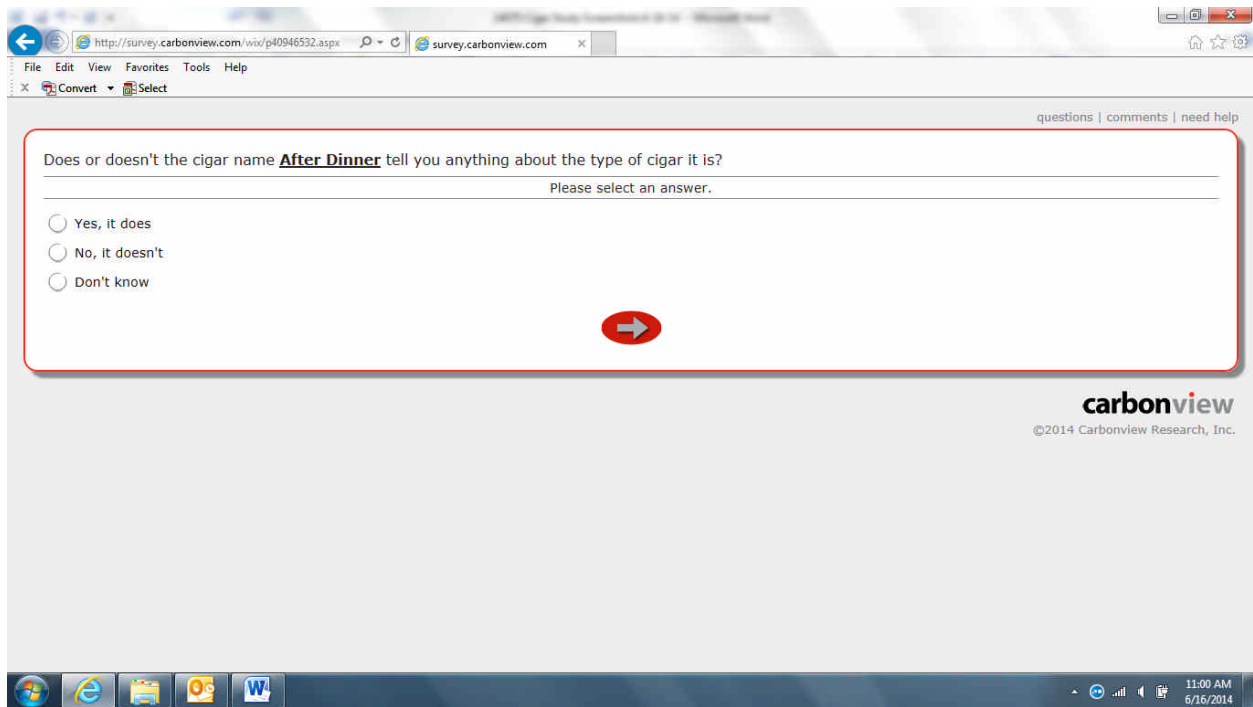 http://survey.carbonview.com/wix/p40946532.aspx
survey.carbonview.com
File Edit View Favorites Tools Help
Convert Select
questions | comments | need help
Does or doesn't the cigar name After Dinner tell you anything about the type of cigar it is?
Please select an answer.
Yes, it does
No, it doesn't
Don't know
carbonview
©2014 Carbonview Research, Inc.
11:00 AM
6/16/2014